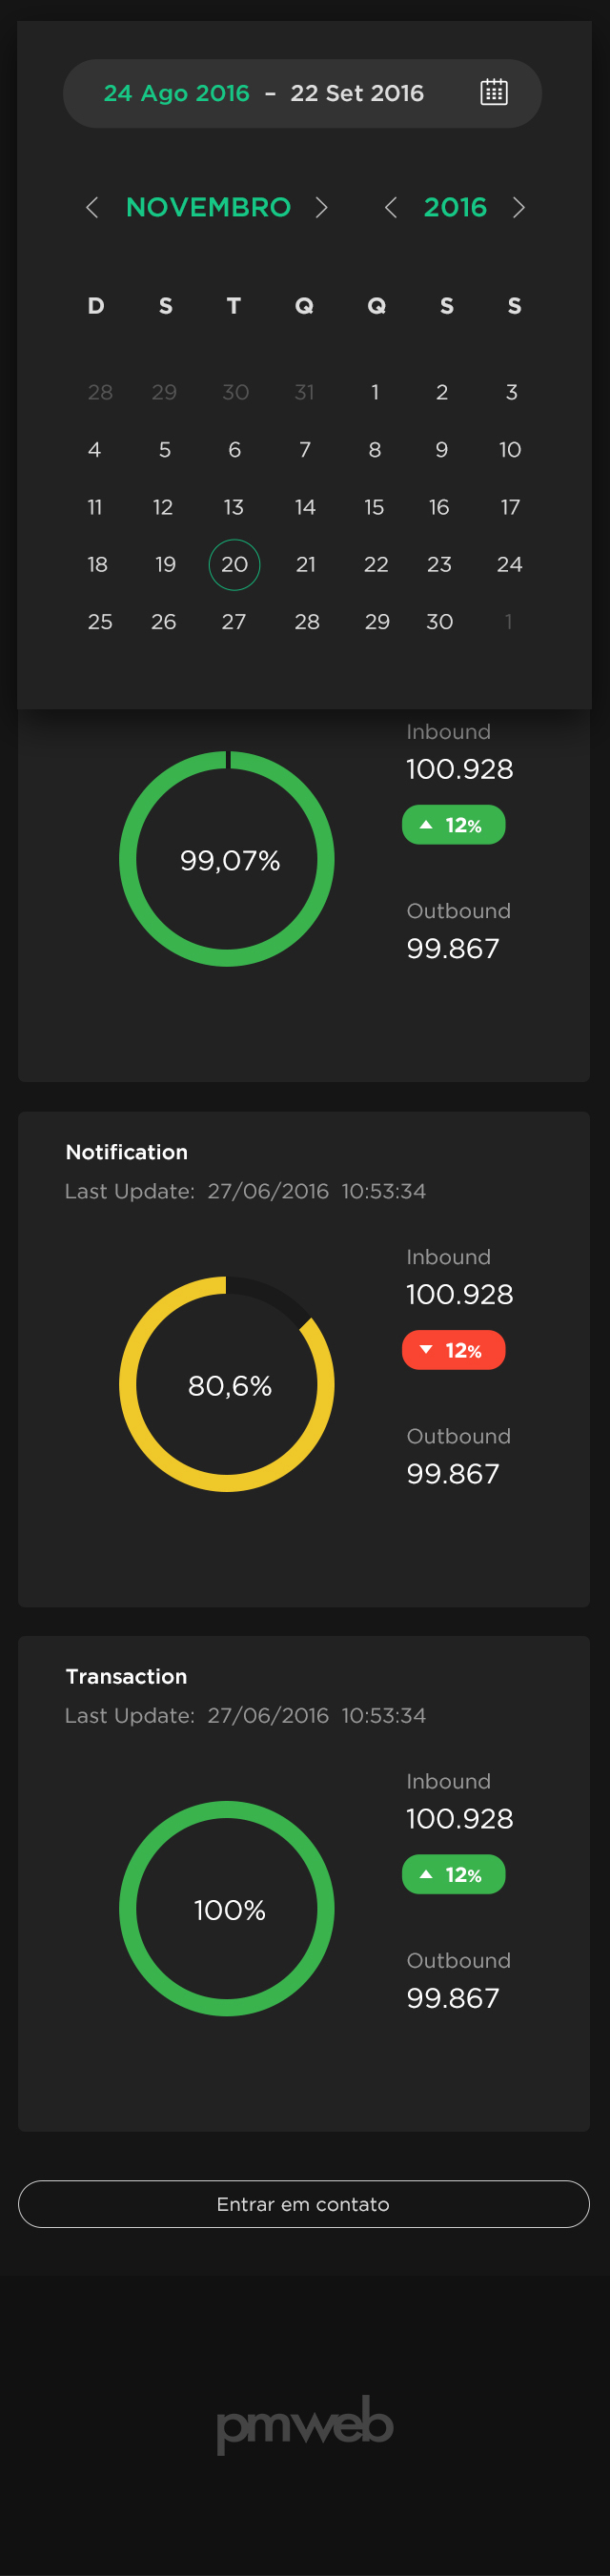 24 Ago 2016 – 22 Set 2016
NOVEMBRO 2016
D S T Q Q S S
28 29 30 31 1 2 3
4 5 6 7 8 9 10
11 12 13 14 15 16 17
18 19 20 21 22 23 24
25 26 27 28 29 30 1
Inbound
100.928
12%
99,07%
Outbound
99.867
Notification
Last Update: 27/06/2016 10:53:34
Inbound
100.928
12%
80,6%
Outbound
99.867
Transaction
Last Update: 27/06/2016 10:53:34
Inbound
100.928
12%
100%
Outbound
99.867
Entrar em contato
pmweb